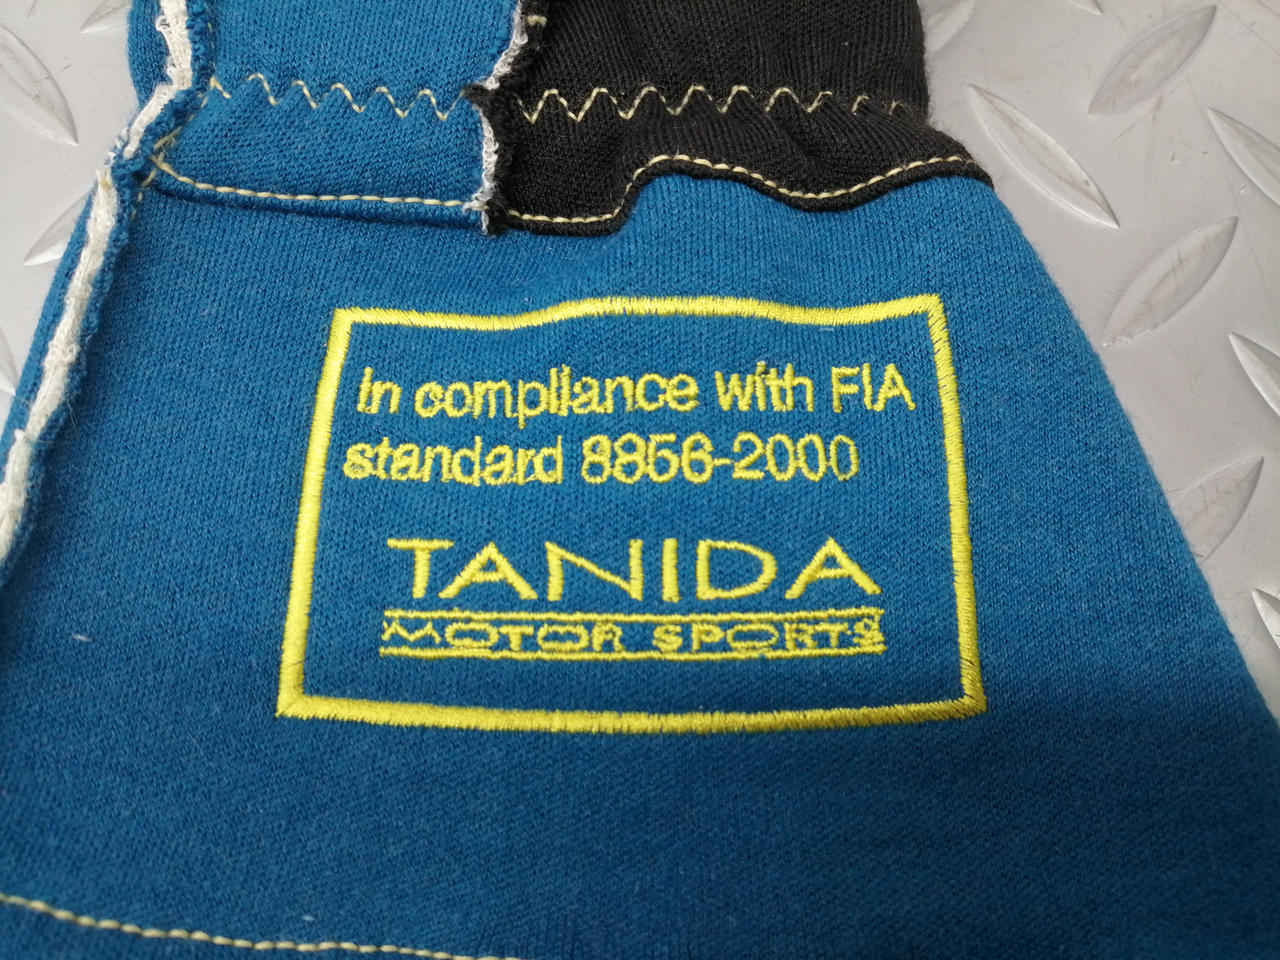 In compliance with FIA
standard 8856-2000
TANIDA
MOTOR SPORTS